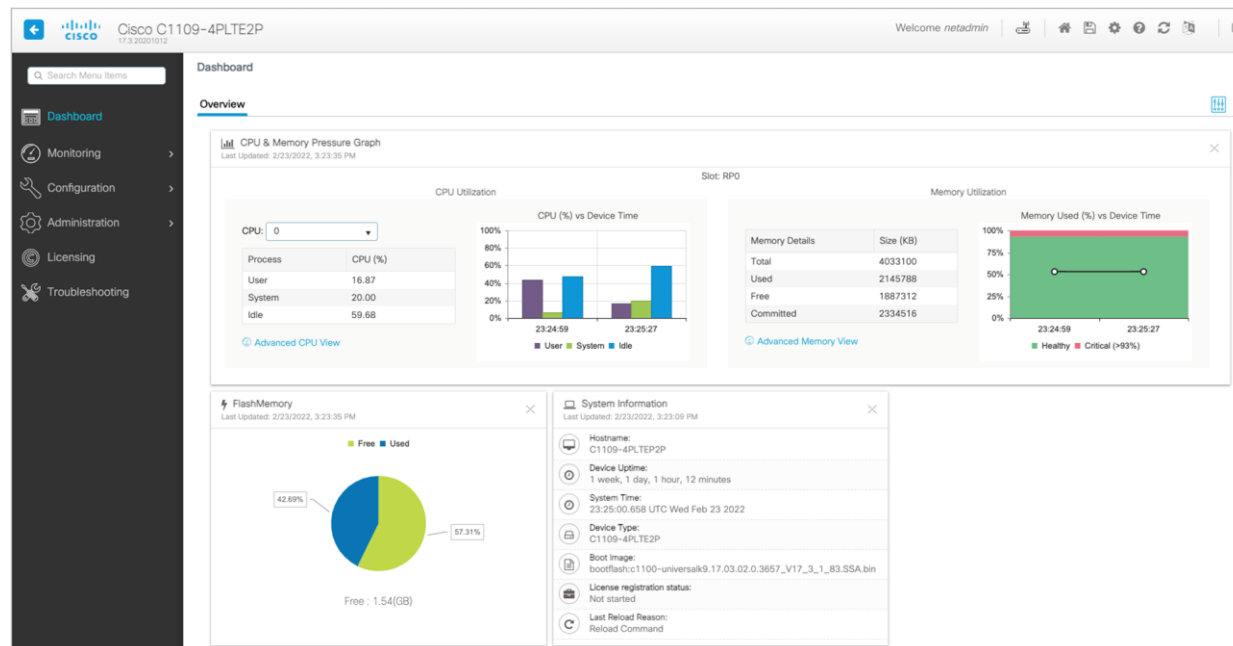 CISCO
Cisco C1109-4PLTE2P
17.3.20201012
Welcome netadmin
Search Menu Items
Dashboard
Monitoring
Configuration
Administration
Licensing
Troubleshooting
Dashboard
Overview
CPU & Memory Pressure Graph
Last Updated: 2/23/2022, 3:23:35 PM
Slot: RP0
CPU Utilization
CPU: 0
Process CPU (%)
User 16.87
System 20.00
Idle 59.68
Advanced CPU View
CPU (%) vs Device Time
100%
80%
60%
40%
20%
0%
23:24:59 23:25:27
User System Idle
Memory Utilization
Memory Details Size (KB)
Total 4033100
Used 2145788
Free 1887312
Committed 2334516
Advanced Memory View
Memory Used (%) vs Device Time
100%
75%
50%
25%
0%
23:24:59 23:25:27
Healthy Critical (>93%)
FlashMemory
Last Updated: 2/23/2022, 3:23:35 PM
Free Used
42.69%
57.31%
Free : 1.54(GB)
System Information
Last Updated: 2/23/2022, 3:23:09 PM
Hostname:
C1109-4PLTEP2P
Device Uptime:
1 week, 1 day, 1 hour, 12 minutes
System Time:
23:25:00.658 UTC Wed Feb 23 2022
Device Type:
C1109-4PLTE2P
Boot Image:
bootflash:c1100-universalk9.17.03.02.0.3657_V17_3_1_83.SSA.bin
License registration status:
Not started
Last Reload Reason:
Reload Command